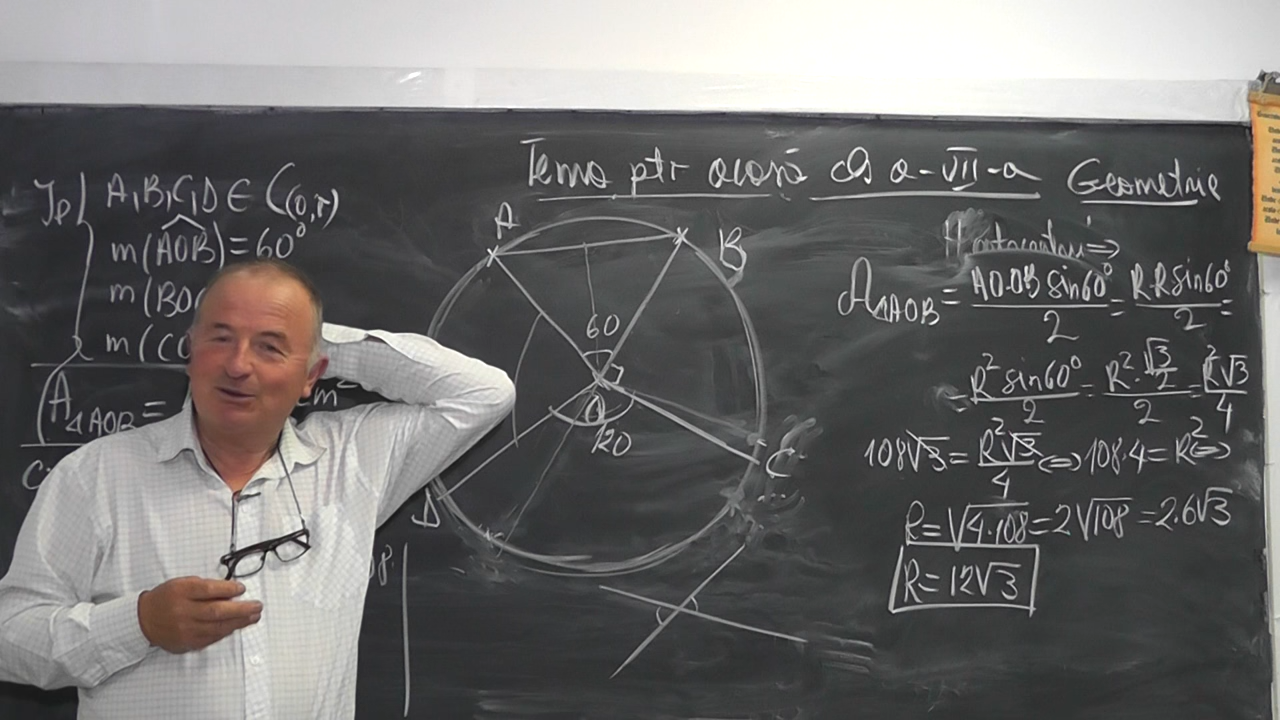 Tema ptr acasă cls a-VII-a Geometrie
Ip A,B,C,D ∈ C(O,r)
m(AOB)=60°
m(BO
m(CO
A△AOB=
A
B
60
O
120
C
D
A△AOB = AO·OB sin60°/2 = R·R sin60°/2 =
= R² sin60°/2 = R²·√3/2/2 = R²√3/4
108√3 = R²√3/4 ⇔ 108·4=R² ⇔
R=√4·108=2√108=2·6√3
R=12√3